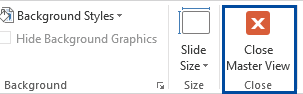 Background Styles
Hide Background Graphics
Background
Slide
Size
Size
Close
Master View
Close